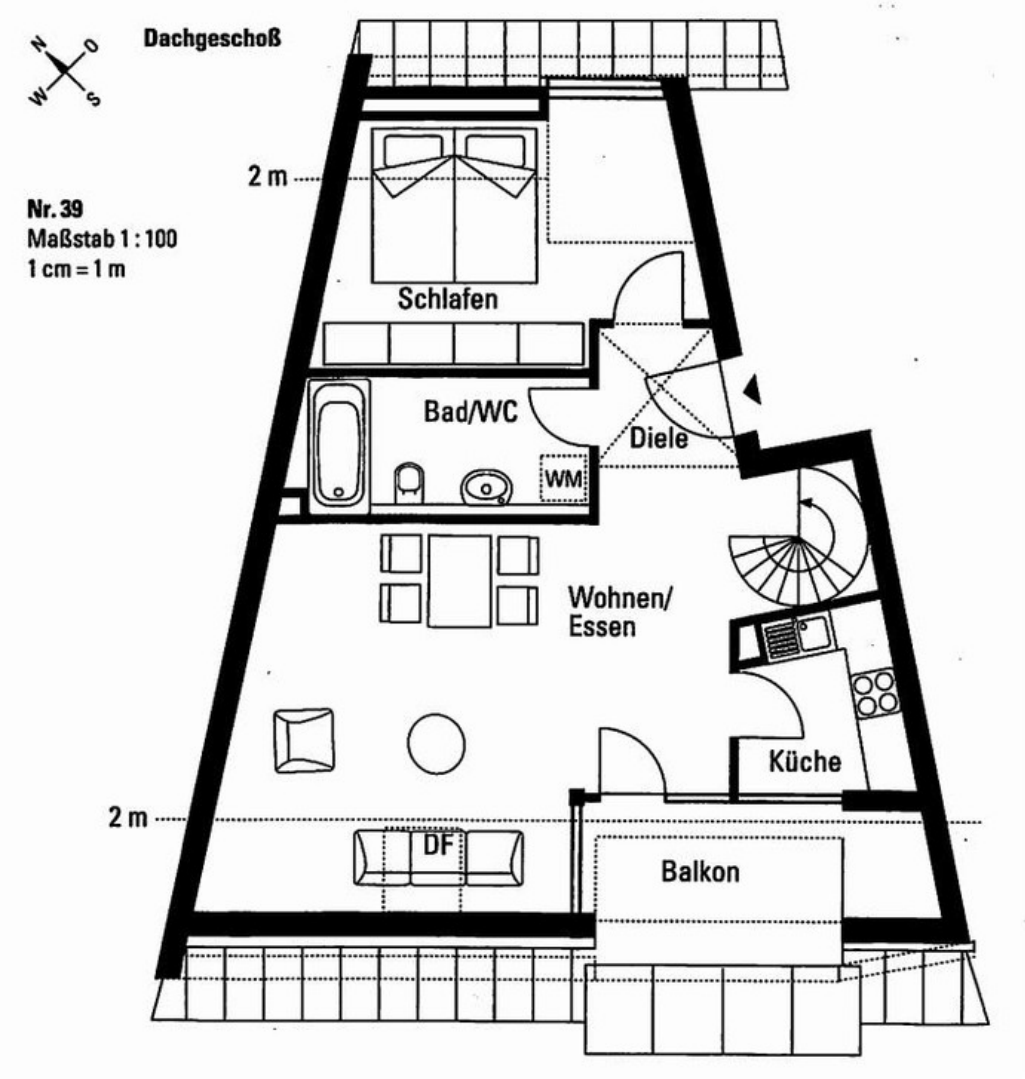 N
O
W
S
Dachgeschoß
2 m
Nr. 39
Maßstab 1 : 100
1 cm = 1 m
Schlafen
Bad/WC
Diele
WM
Wohnen/
Essen
Küche
2 m
DF
Balkon